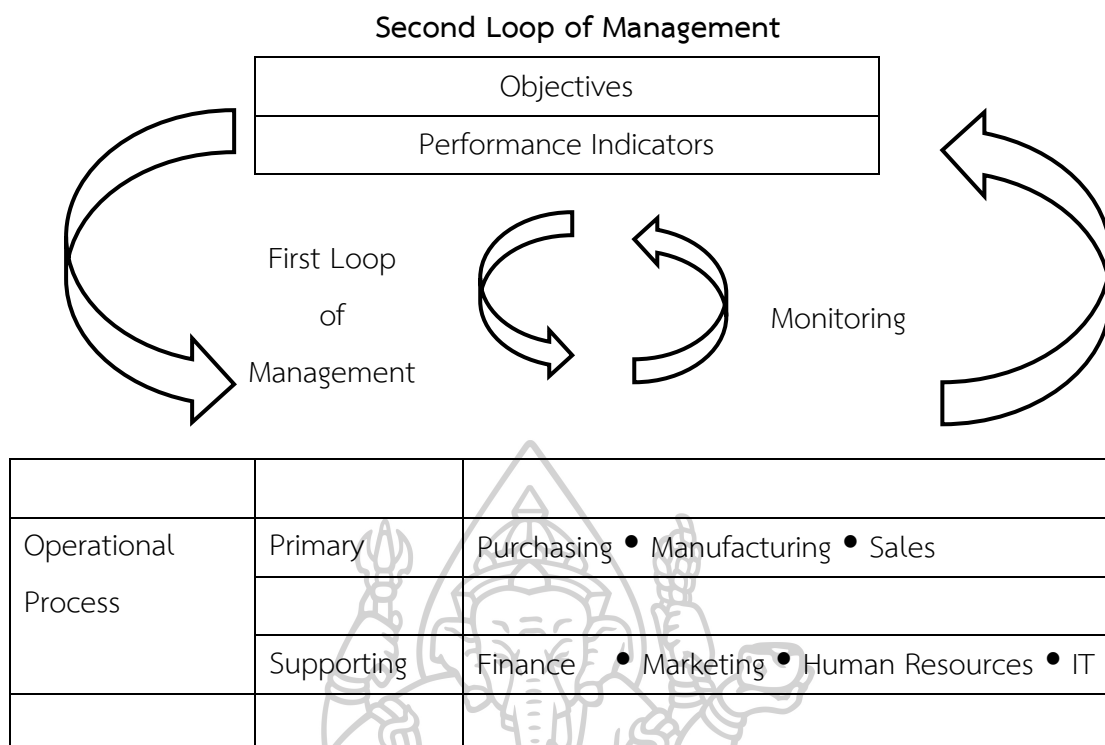 Second Loop of Management
Objectives
Performance Indicators
First Loop
of
Management
Monitoring
Operational
Process
Primary
Purchasing • Manufacturing • Sales
Supporting
Finance • Marketing • Human Resources • IT